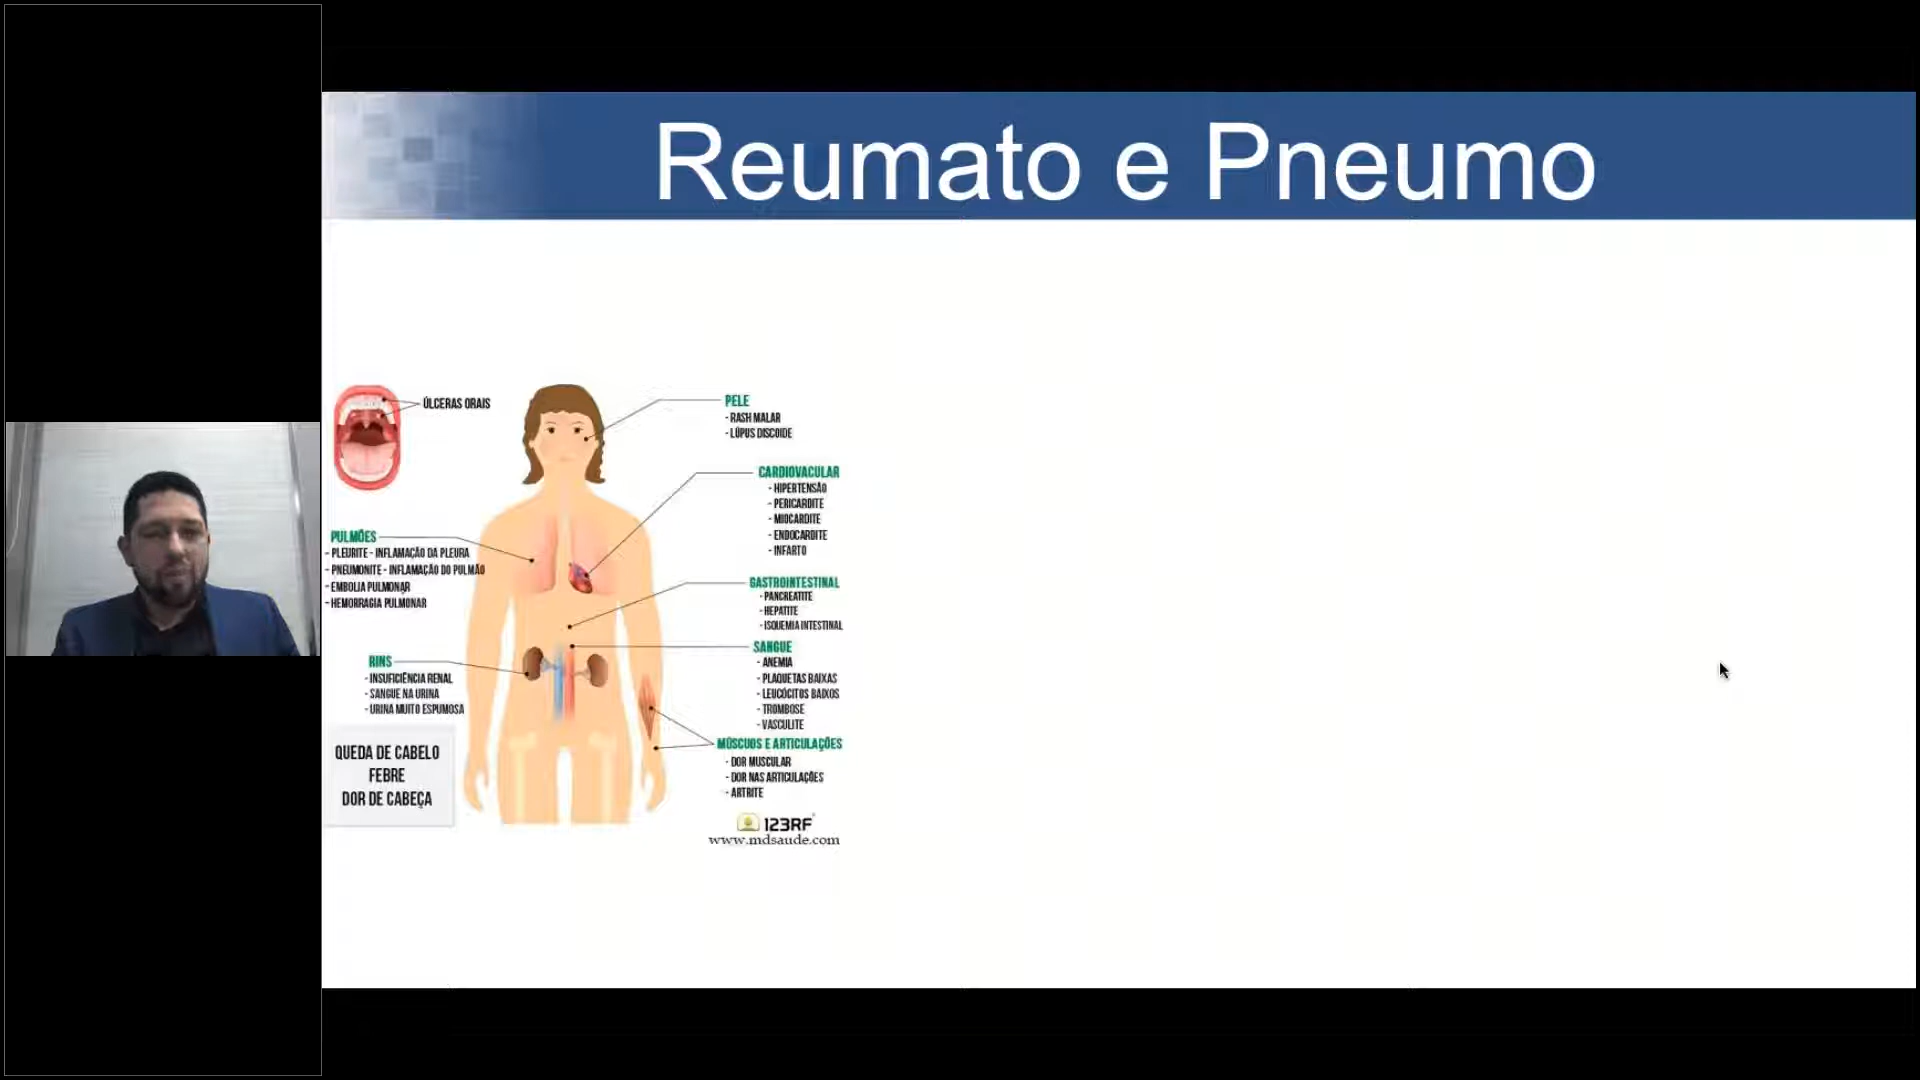 Reumato e Pneumo
ÚLCERAS ORAIS
PELE
- RASH MALAR
- LÚPUS DISCOIDE
CARDIOVACULAR
- HIPERTENSÃO
- PERICARDITE
- MIOCARDITE
- ENDOCARDITE
- INFARTO
PULMÕES
- PLEURITE - INFLAMAÇÃO DA PLEURA
- PNEUMONITE - INFLAMAÇÃO DO PULMÃO
- EMBOLIA PULMONAR
- HEMORRAGIA PULMONAR
GASTROINTESTINAL
- PANCREATITE
- HEPATITE
- ISQUEMIA INTESTINAL
SANGUE
- ANEMIA
- PLAQUETAS BAIXAS
- LEUCÓCITOS BAIXOS
- TROMBOSE
- VASCULITE
RINS
- INSUFICIÊNCIA RENAL
- SANGUE NA URINA
- URINA MUITO ESPUMOSA
MÚSCUOS E ARTICULAÇÕES
- DOR MUSCULAR
- DOR NAS ARTICULAÇÕES
- ARTRITE
QUEDA DE CABELO
FEBRE
DOR DE CABEÇA
123RF
www.mdsaude.com